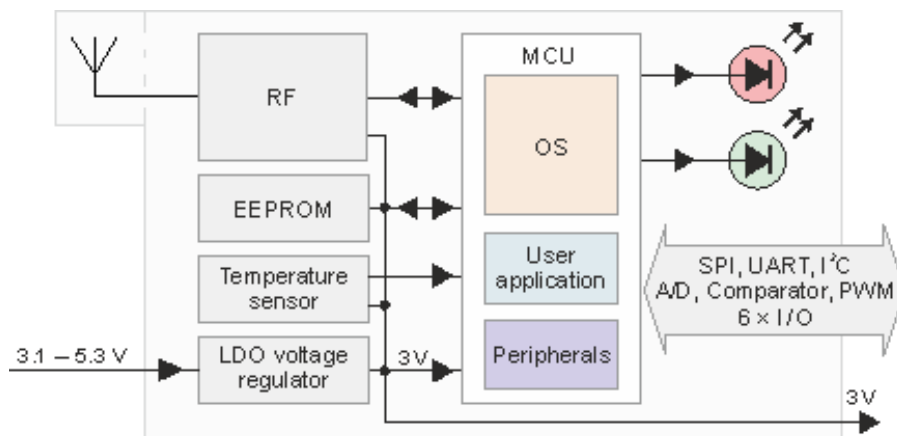 RF
MCU
OS
EEPROM
User
application
Temperature
sensor
SPI, UART, I²C
A/D, Comparator, PWM
6 × I/O
3.1 – 5.3 V
LDO voltage
regulator
3V
Peripherals
3V